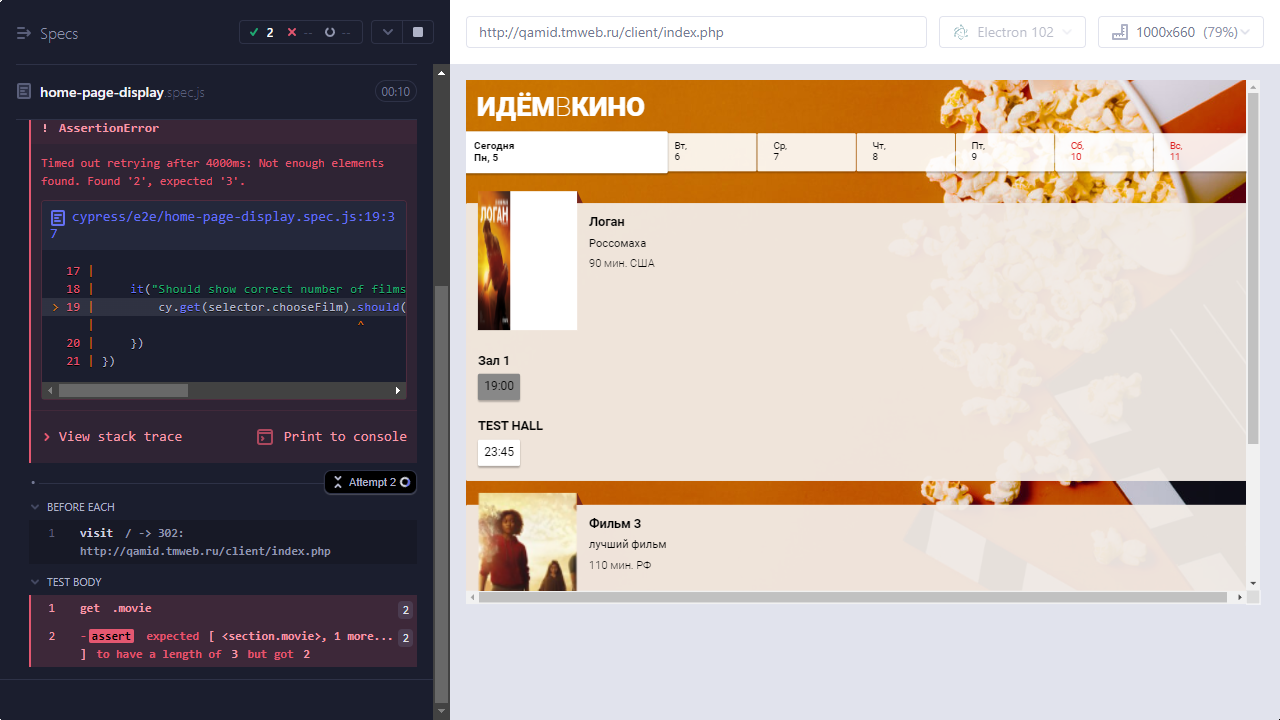 Specs
2
--
--
home-page-display.spec.js
00:10
! AssertionError
Timed out retrying after 4000ms: Not enough elements
found. Found '2', expected '3'.
cypress/e2e/home-page-display.spec.js:19:3
7
17 |
18 | it("Should show correct number of films
> 19 | cy.get(selector.chooseFilm).should(
| ^
20 | })
21 | })
View stack trace
Print to console
Attempt 2
BEFORE EACH
1 visit / -> 302:
http://qamid.tmweb.ru/client/index.php
TEST BODY
1 get .movie 2
2 -assert expected [ <section.movie>, 1 more... 2
] to have a length of 3 but got 2
http://qamid.tmweb.ru/client/index.php
Electron 102
1000x660 (79%)
ИДЁМВКИНО
Сегодня
Пн, 5
Вт,
6
Ср,
7
Чт,
8
Пт,
9
Сб,
10
Вс,
11
ЛОГАН
Логан
Россомаха
90 мин. США
Зал 1
19:00
TEST HALL
23:45
Фильм 3
лучший фильм
110 мин. РФ